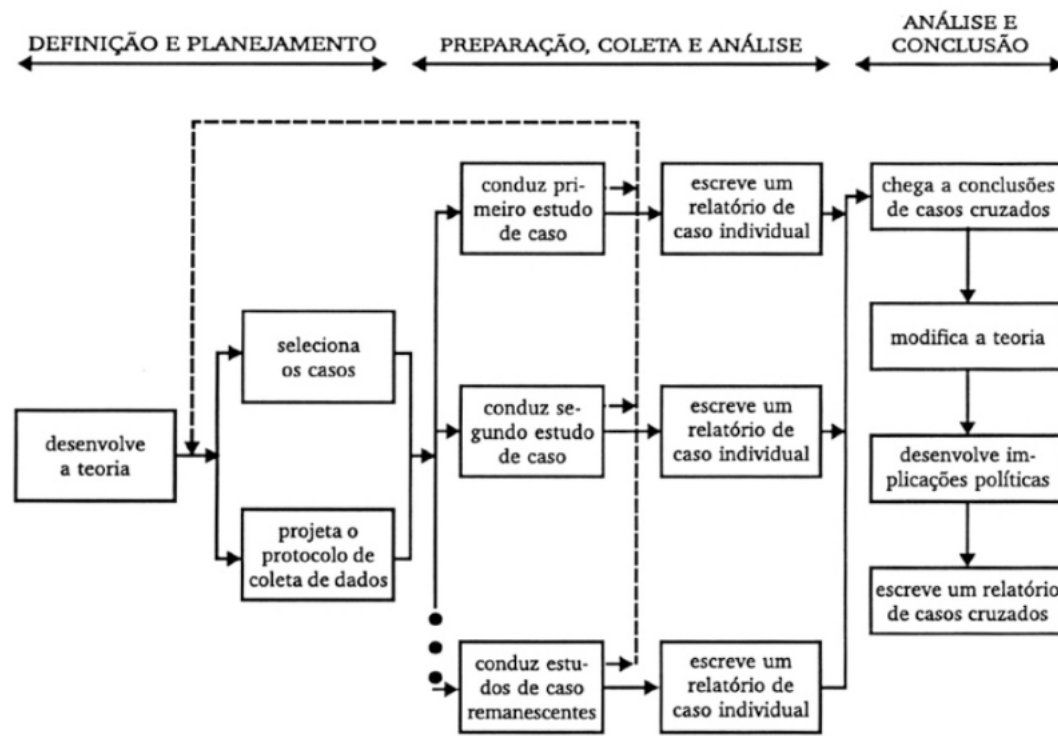 DEFINIÇÃO E PLANEJAMENTO
PREPARAÇÃO, COLETA E ANÁLISE
ANÁLISE E
CONCLUSÃO
desenvolve
a teoria
seleciona
os casos
projeta o
protocolo de
coleta de dados
conduz pri-
meiro estudo
de caso
escreve um
relatório de
caso individual
conduz se-
gundo estudo
de caso
escreve um
relatório de
caso individual
conduz estu-
dos de caso
remanescentes
escreve um
relatório de
caso individual
chega a conclusões
de casos cruzados
modifica a teoria
desenvolve im-
plicações políticas
escreve um relatório
de casos cruzados